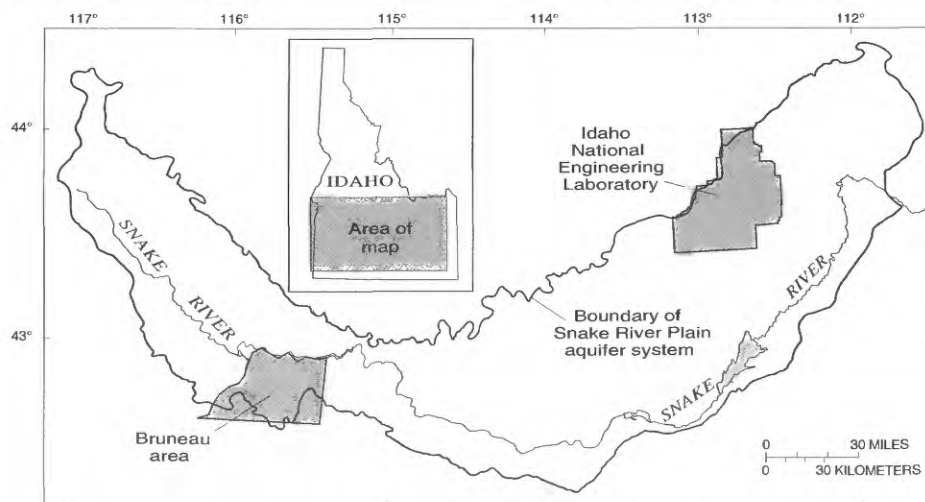 117° 116° 115° 114° 113° 112°
44°
43°
IDAHO
Area of
map
Idaho
National
Engineering
Laboratory
SNAKE
RIVER
Boundary of
Snake River Plain
aquifer system
RIVER
SNAKE
Bruneau
area
0 30 MILES
0 30 KILOMETERS